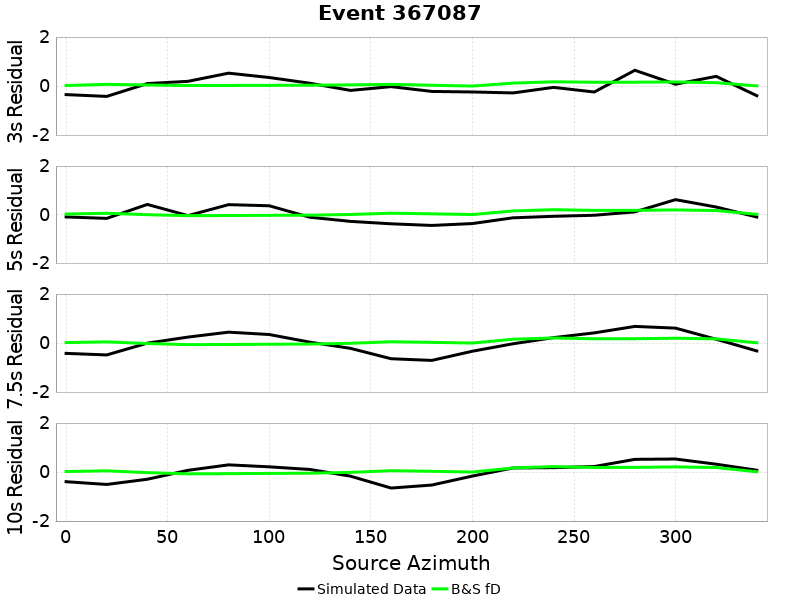 Event 367087
2
0
-2
3s Residual
2
0
-2
5s Residual
2
0
-2
7.5s Residual
2
0
-2
10s Residual
0 50 100 150 200 250 300
Source Azimuth
Simulated Data B&S fD